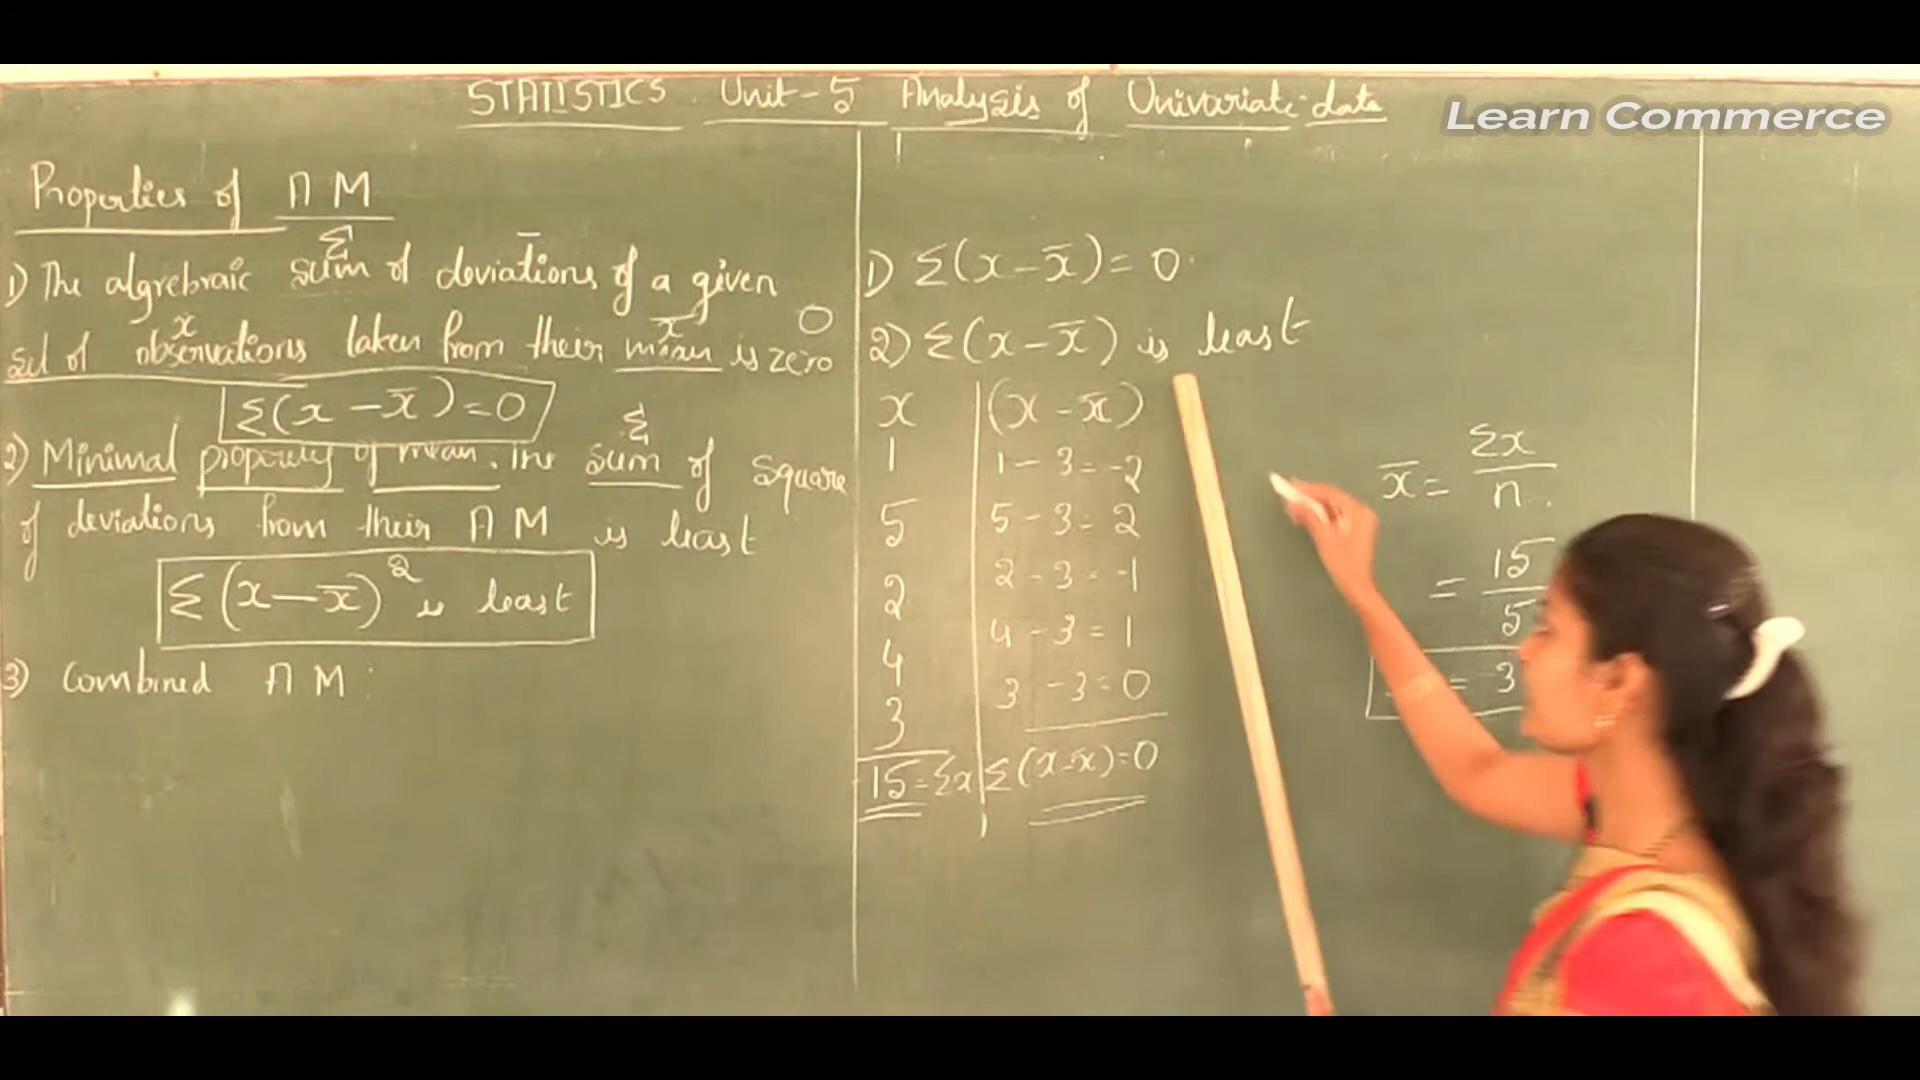 STATISTICS Unit-5 Analysis of Univariate data
Learn Commerce
Properties of AM
Σ
1) The algrebraic sum of deviations of a given
x x̄ 0
set of observations taken from their mean is zero
Σ(x-x̄)=0
Σ
2) Minimal property of mean. The sum of square
of deviations from their AM is least
Σ(x-x̄)² is least
3) Combined AM:
1) Σ(x-x̄)=0
2) Σ(x-x̄) is least
x (x-x̄)
1 1-3=-2
5 5-3=2
2 2-3=-1
4 4-3=1
3 3-3=0
15=Σx Σ(x-x̄)=0
x̄ = Σx/n
= 15/5
= 3